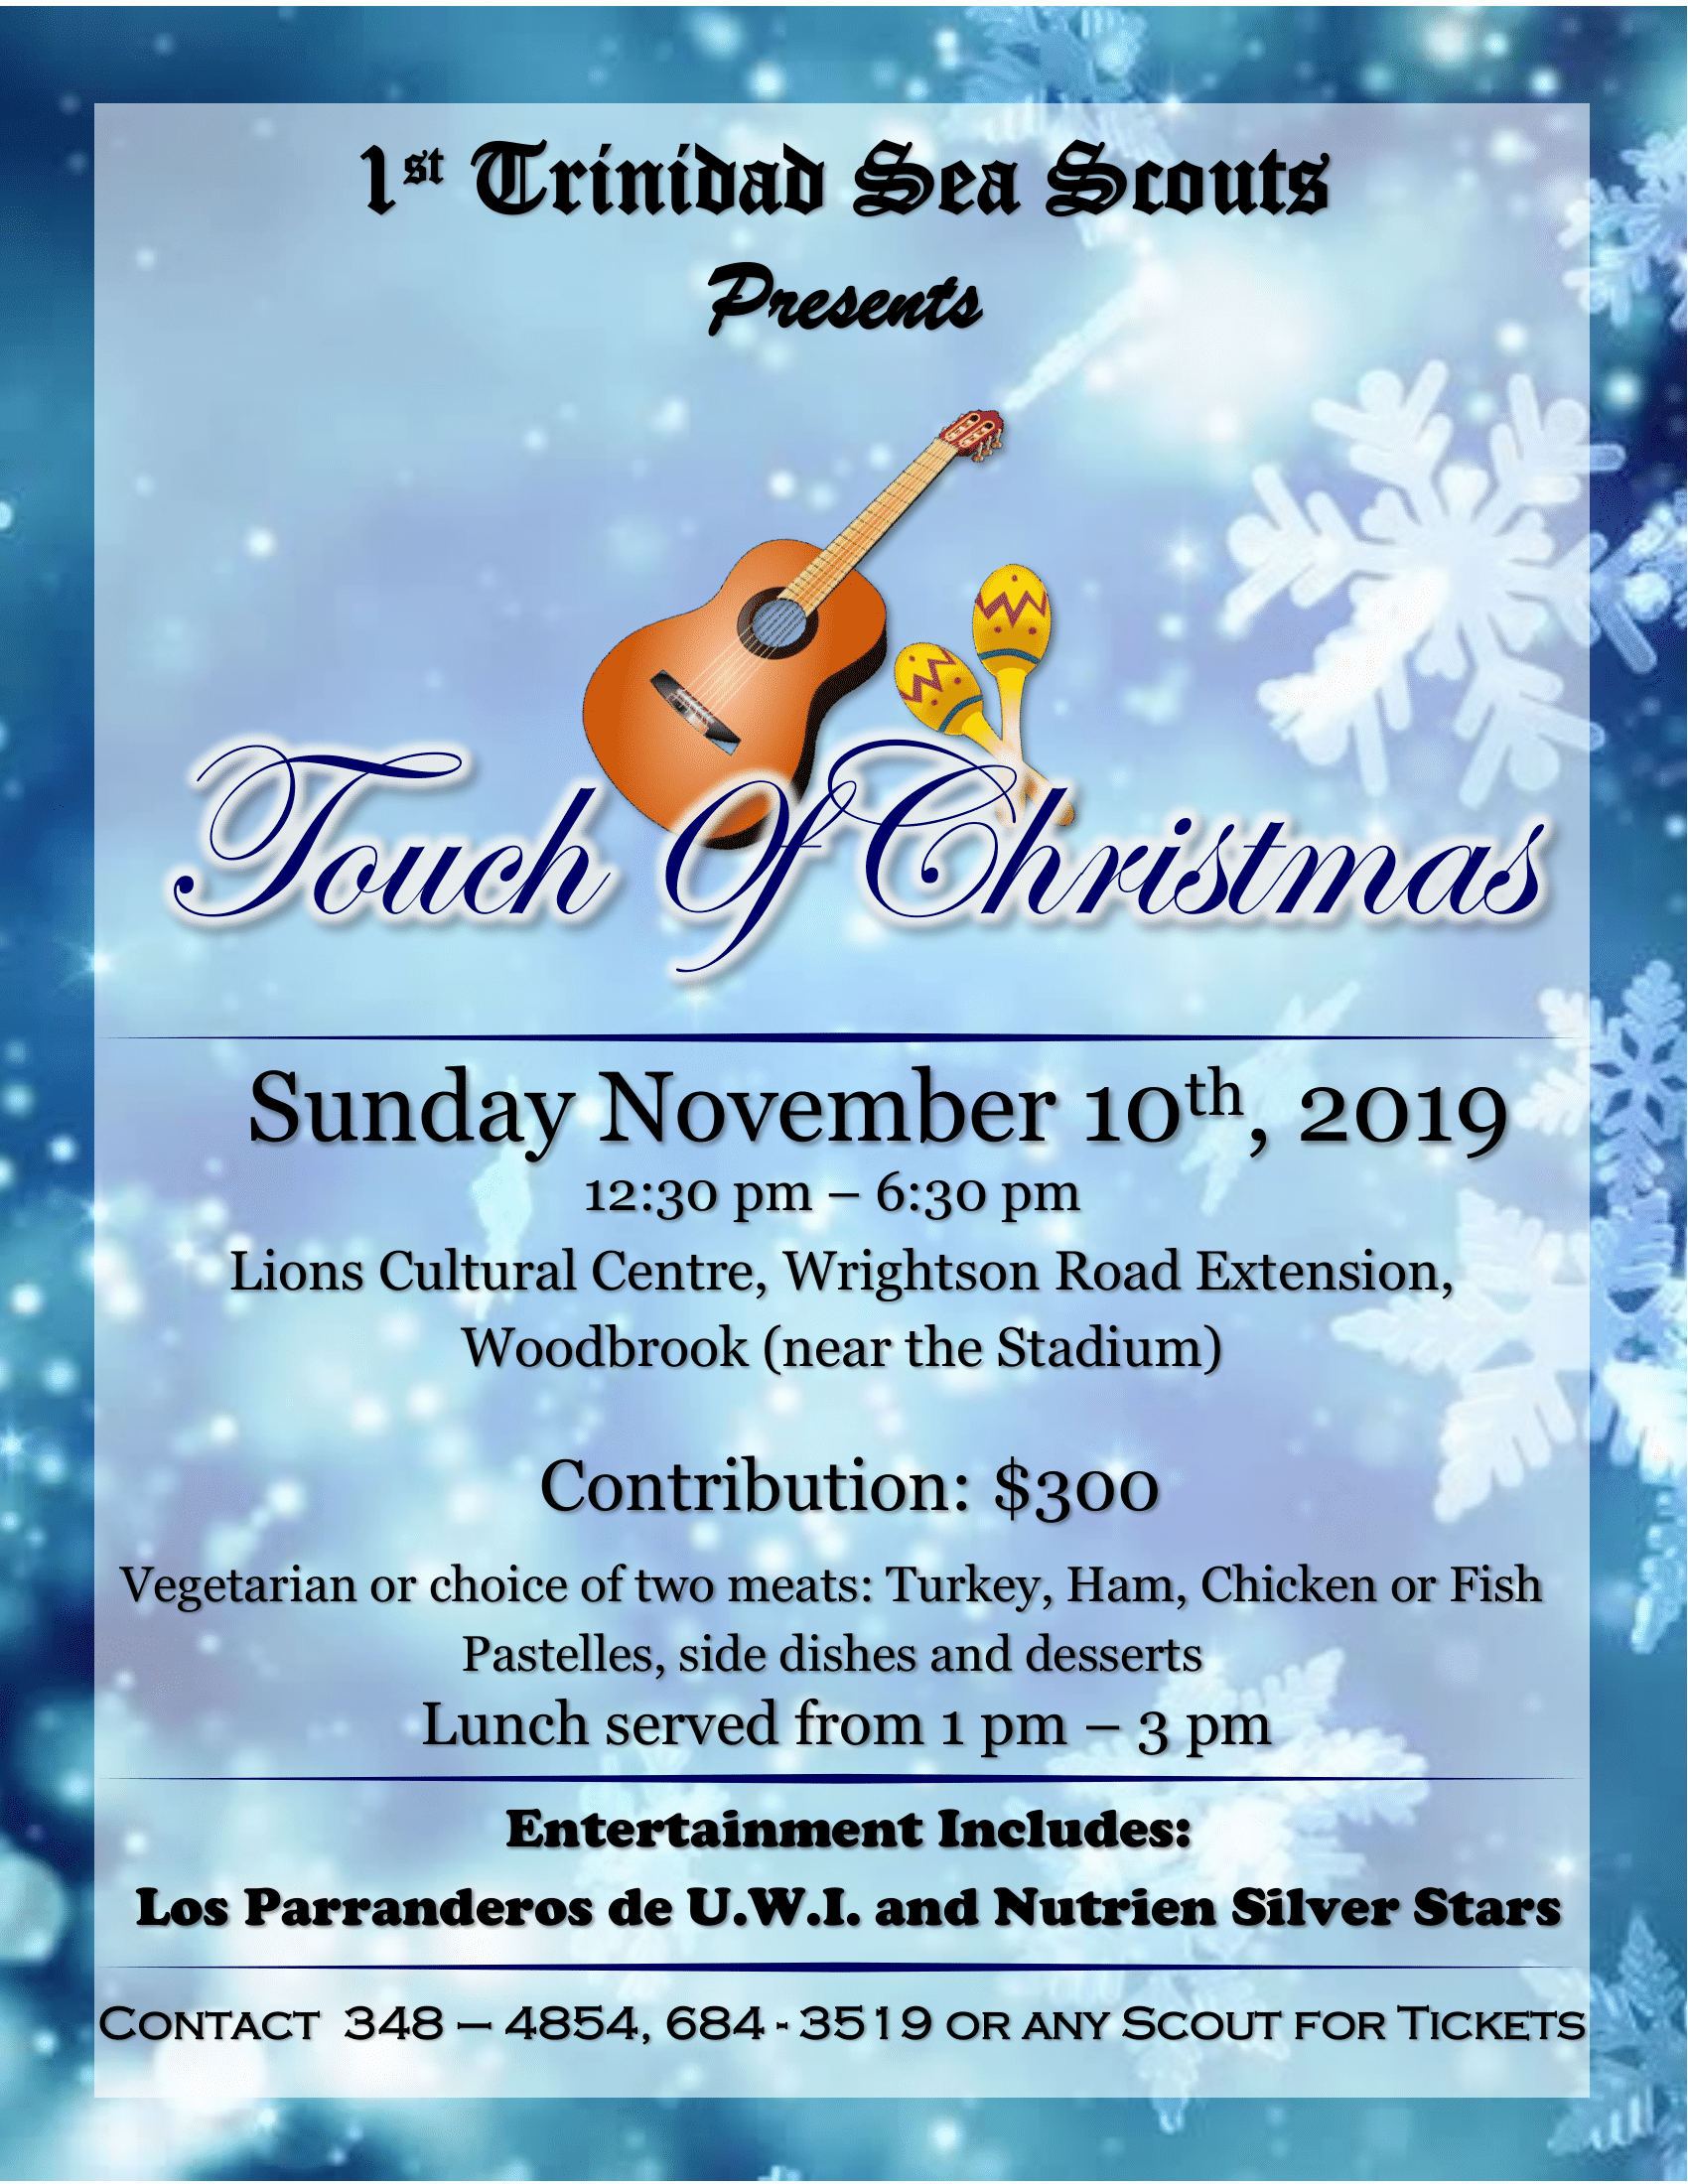 1st Trinidad Sea Scouts
Presents
Touch Of Christmas
Sunday November 10th, 2019
12:30 pm – 6:30 pm
Lions Cultural Centre, Wrightson Road Extension,
Woodbrook (near the Stadium)
Contribution: $300
Vegetarian or choice of two meats: Turkey, Ham, Chicken or Fish
Pastelles, side dishes and desserts
Lunch served from 1 pm – 3 pm
Entertainment Includes:
Los Parranderos de U.W.I. and Nutrien Silver Stars
Contact 348 – 4854, 684 - 3519 or any Scout for Tickets